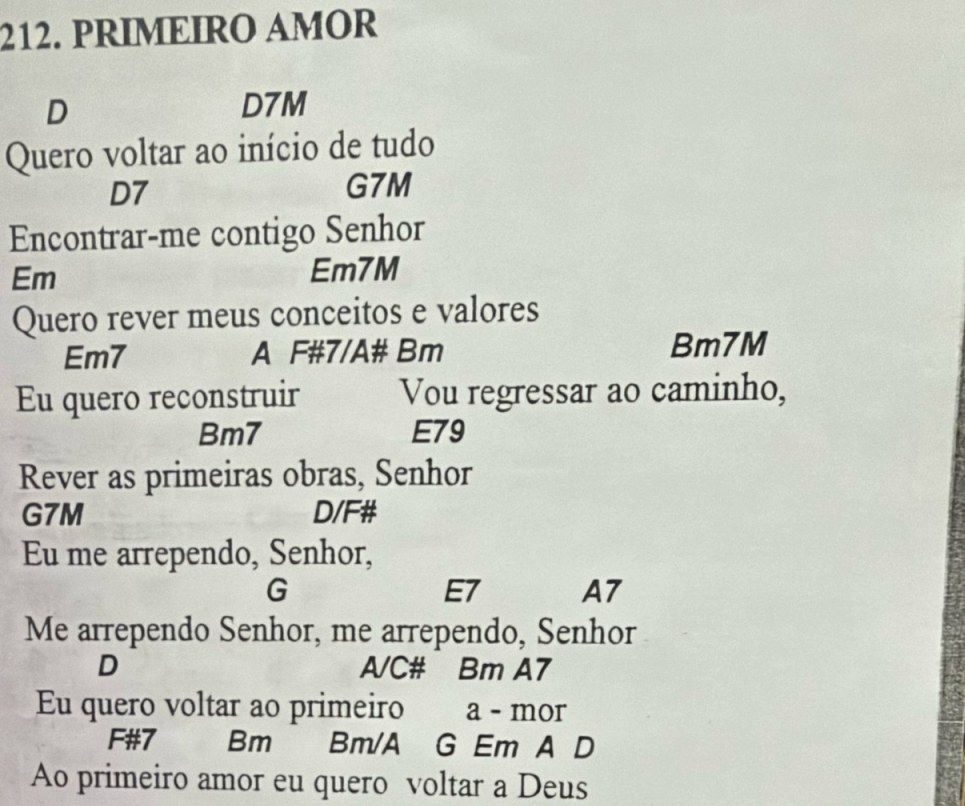 212. PRIMEIRO AMOR
D D7M
Quero voltar ao início de tudo
D7 G7M
Encontrar-me contigo Senhor
Em Em7M
Quero rever meus conceitos e valores
Em7 A F#7/A# Bm Bm7M
Eu quero reconstruir Vou regressar ao caminho,
Bm7 E79
Rever as primeiras obras, Senhor
G7M D/F#
Eu me arrependo, Senhor,
G E7 A7
Me arrependo Senhor, me arrependo, Senhor
D A/C# Bm A7
Eu quero voltar ao primeiro a - mor
F#7 Bm Bm/A G Em A D
Ao primeiro amor eu quero voltar a Deus